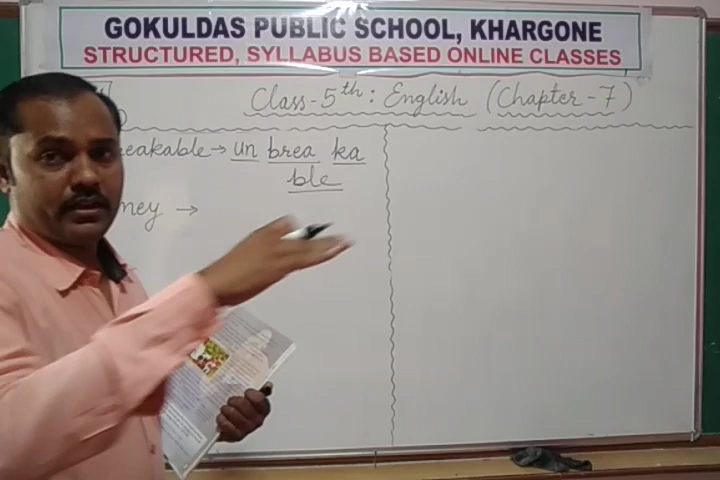 GOKULDAS PUBLIC SCHOOL, KHARGONE
STRUCTURED, SYLLABUS BASED ONLINE CLASSES
Class-5th: English (Chapter-7)
eakable → un brea ka
ble
ney →